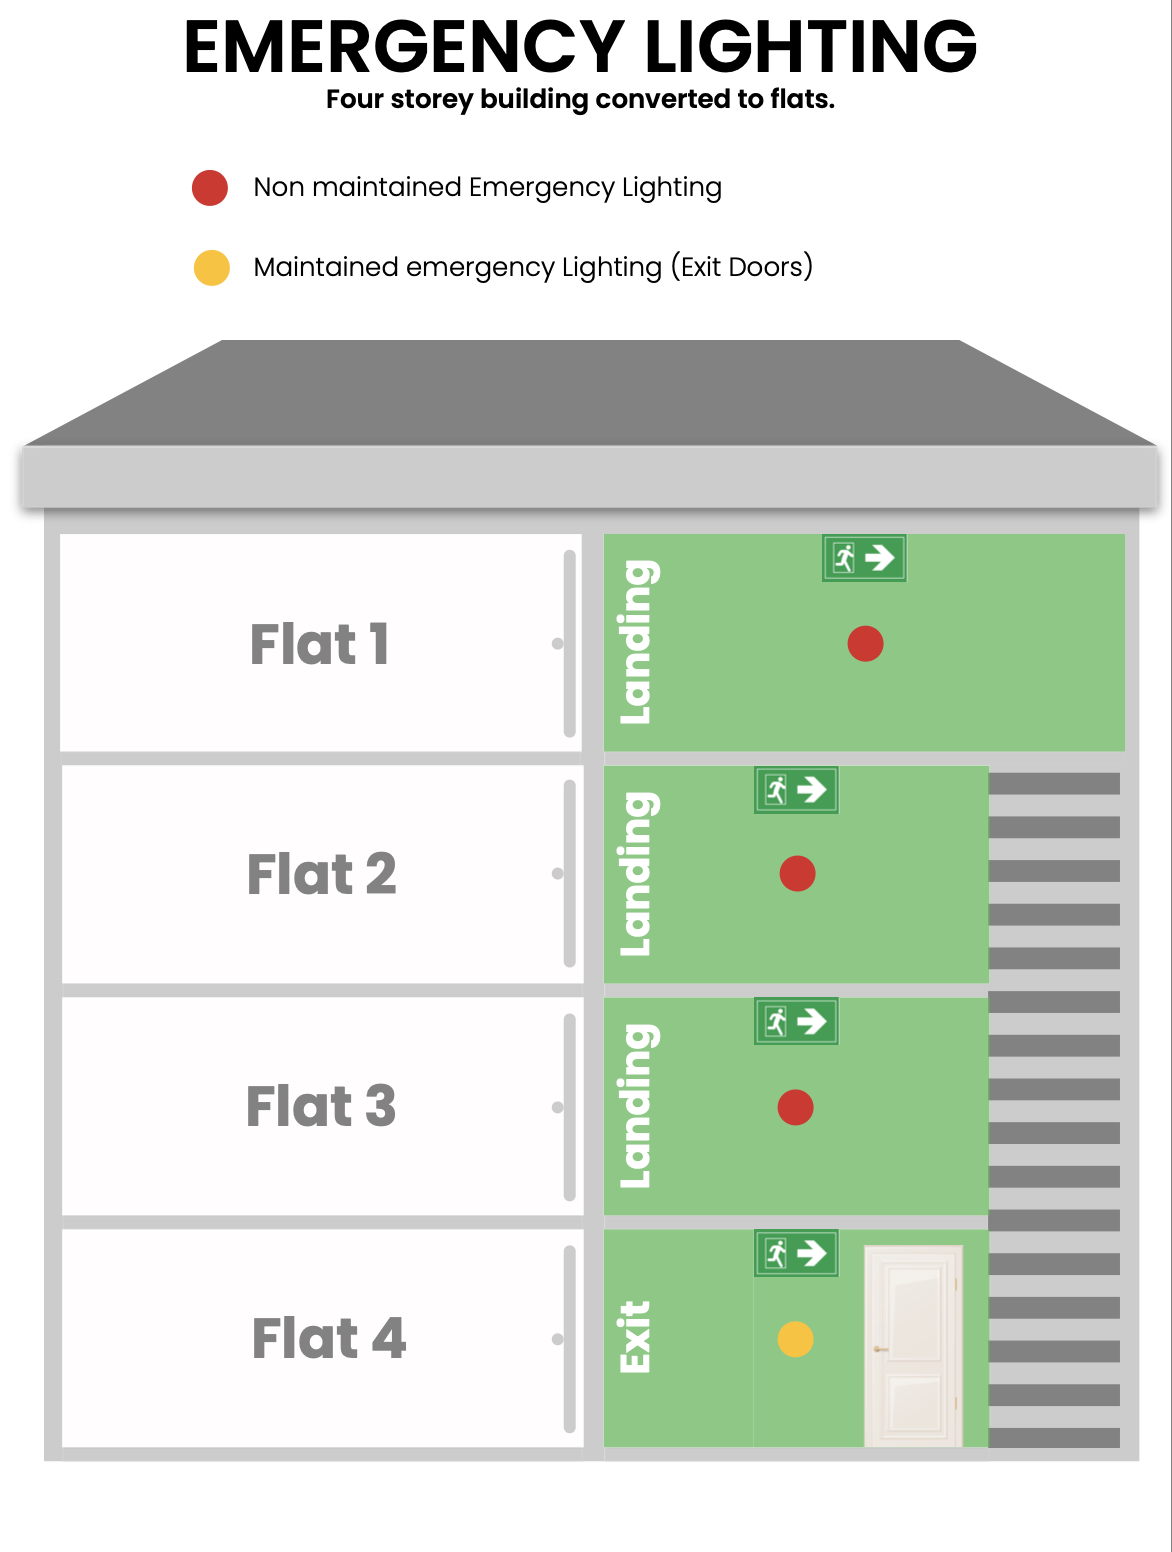 EMERGENCY LIGHTING
Four storey building converted to flats.
Non maintained Emergency Lighting
Maintained emergency Lighting (Exit Doors)
Flat 1
Landing
Flat 2
Landing
Flat 3
Landing
Flat 4
Exit